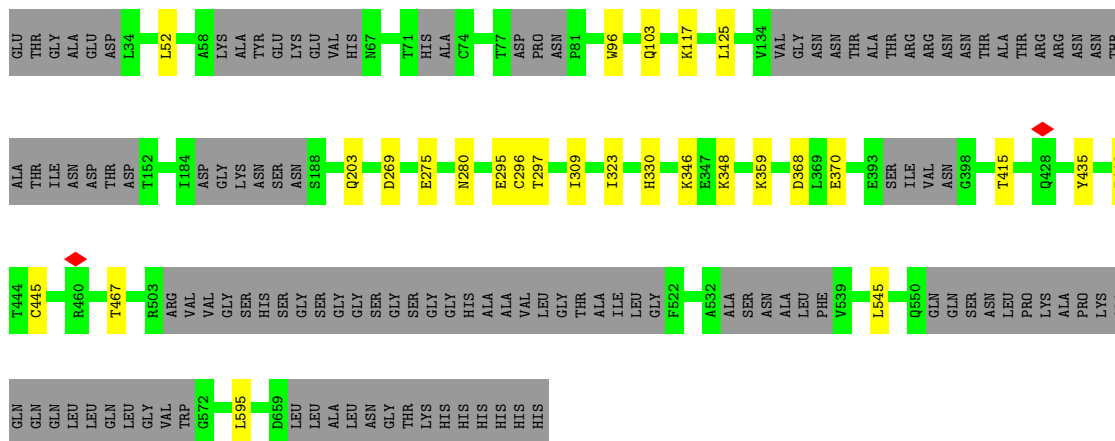 GLU THR GLY ALA GLU ASP L34 L52 A58 LYS ALA TYR GLU LYS GLU VAL HIS N67 T71 HIS ALA C74 T77 ASP PRO ASN P81 W96 Q103 K117 L125 V134 VAL GLY ASN ASN THR ALA THR ARG ARG ASN ASN THR ALA THR ARG ARG ASN ASN THR
ALA THR ILE ASN ASP THR ASP T152 I184 ASP GLY LYS ASN SER ASN S188 Q203 D269 E275 N280 E295 C296 T297 I309 I323 H330 K346 E347 K348 K359 D368 L369 E370 E393 SER ILE VAL ASN G398 T415 Q428 Y435
T444 C445 R460 T467 R503 ARG VAL VAL GLY SER HIS SER GLY SER GLY GLY SER GLY SER GLY GLY HIS ALA ALA VAL LEU GLY THR ALA ILE LEU GLY F522 A532 ALA SER ASN ALA LEU PHE V539 L545 Q550 GLN GLN SER ASN LEU PRO LYS ALA PRO LYS
GLN GLN GLN LEU LEU GLN LEU GLY VAL TRP G572 L595 D659 LEU LEU ALA LEU ASN GLY THR LYS HIS HIS HIS HIS HIS HIS